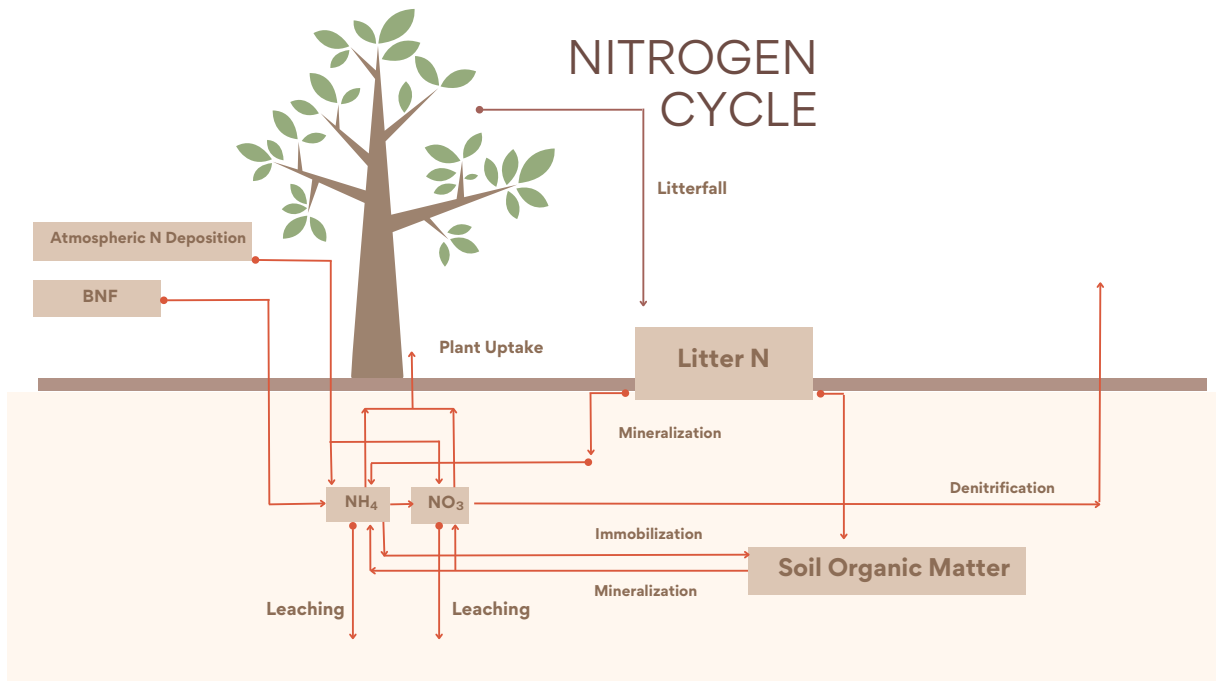 NITROGEN
CYCLE
Litterfall
Atmospheric N Deposition
BNF
Plant Uptake
Litter N
Mineralization
Denitrification
NH₄
NO₃
Immobilization
Soil Organic Matter
Mineralization
Leaching
Leaching